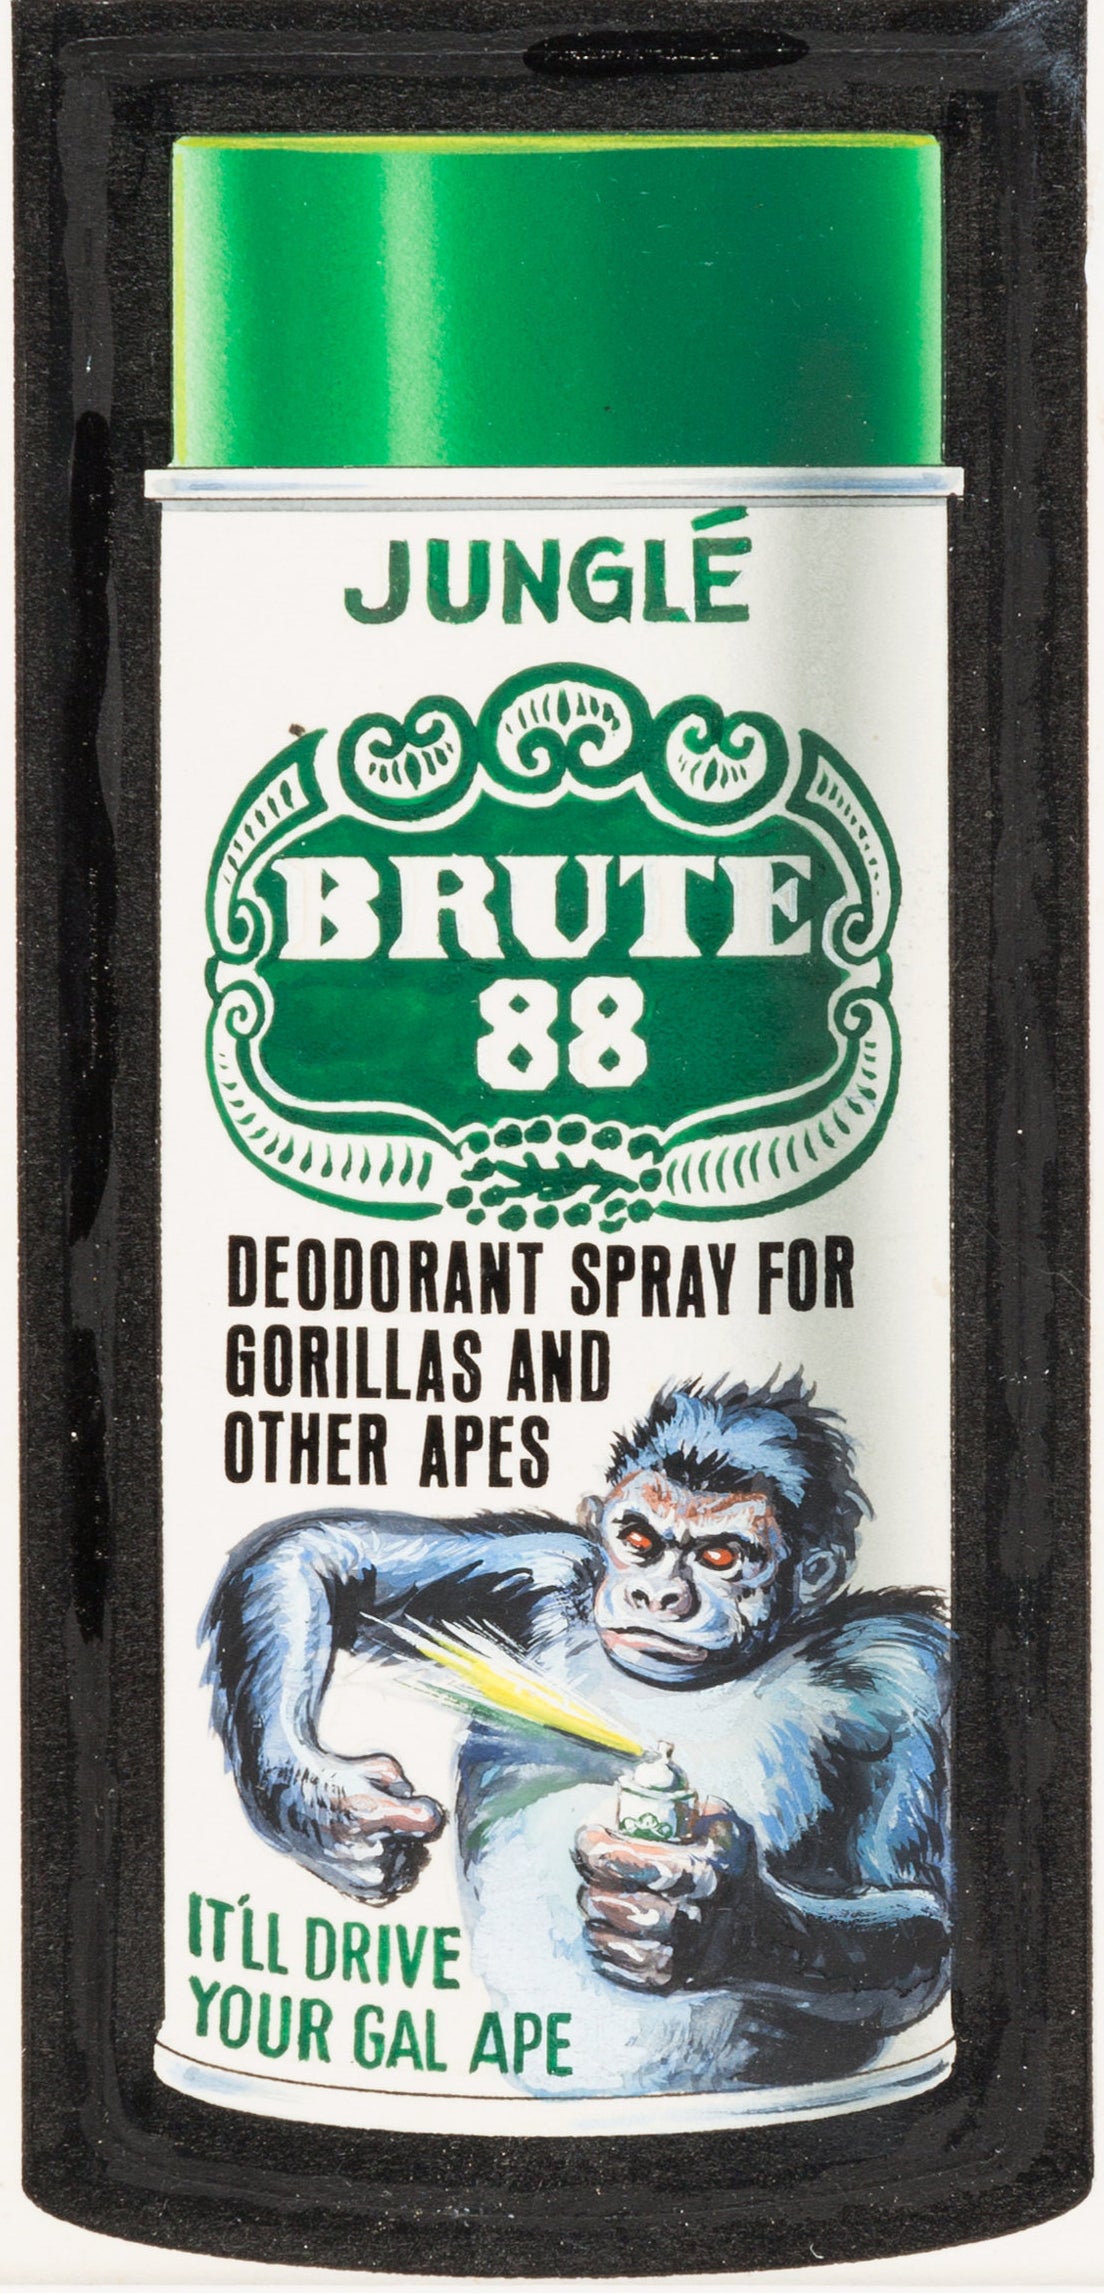 JUNGLÉ
BRUTE
88
DEODORANT SPRAY FOR
GORILLAS AND
OTHER APES
IT'LL DRIVE
YOUR GAL APE